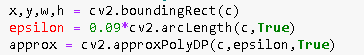 x,y,w,h = cv2.boundingRect(c)
epsilon = 0.09*cv2.arcLength(c,True)
approx = cv2.approxPolyDP(c,epsilon,True)